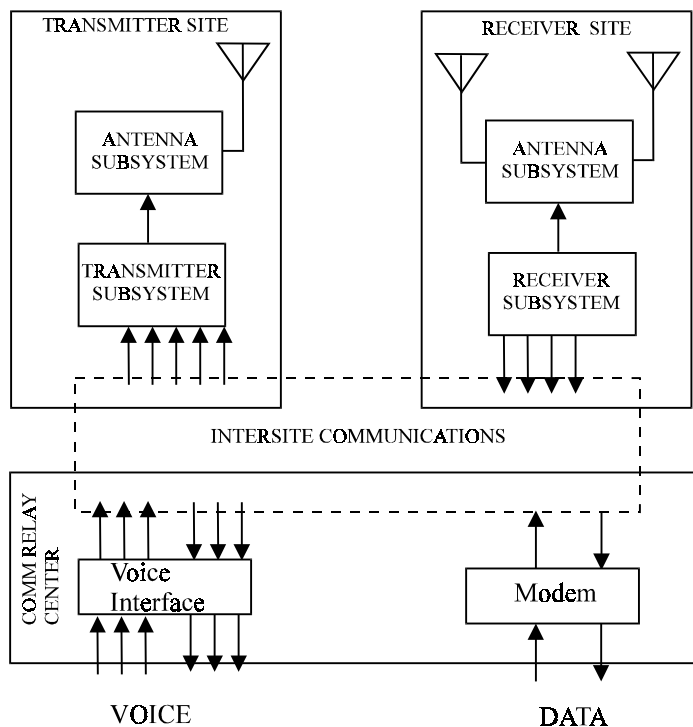 TRANSMITTER SITE
RECEIVER SITE
ANTENNA
SUBSYSTEM
ANTENNA
SUBSYSTEM
TRANSMITTER
SUBSYSTEM
RECEIVER
SUBSYSTEM
INTERSITE COMMUNICATIONS
COMM RELAY
CENTER
Voice
Interface
Modem
VOICE
DATA